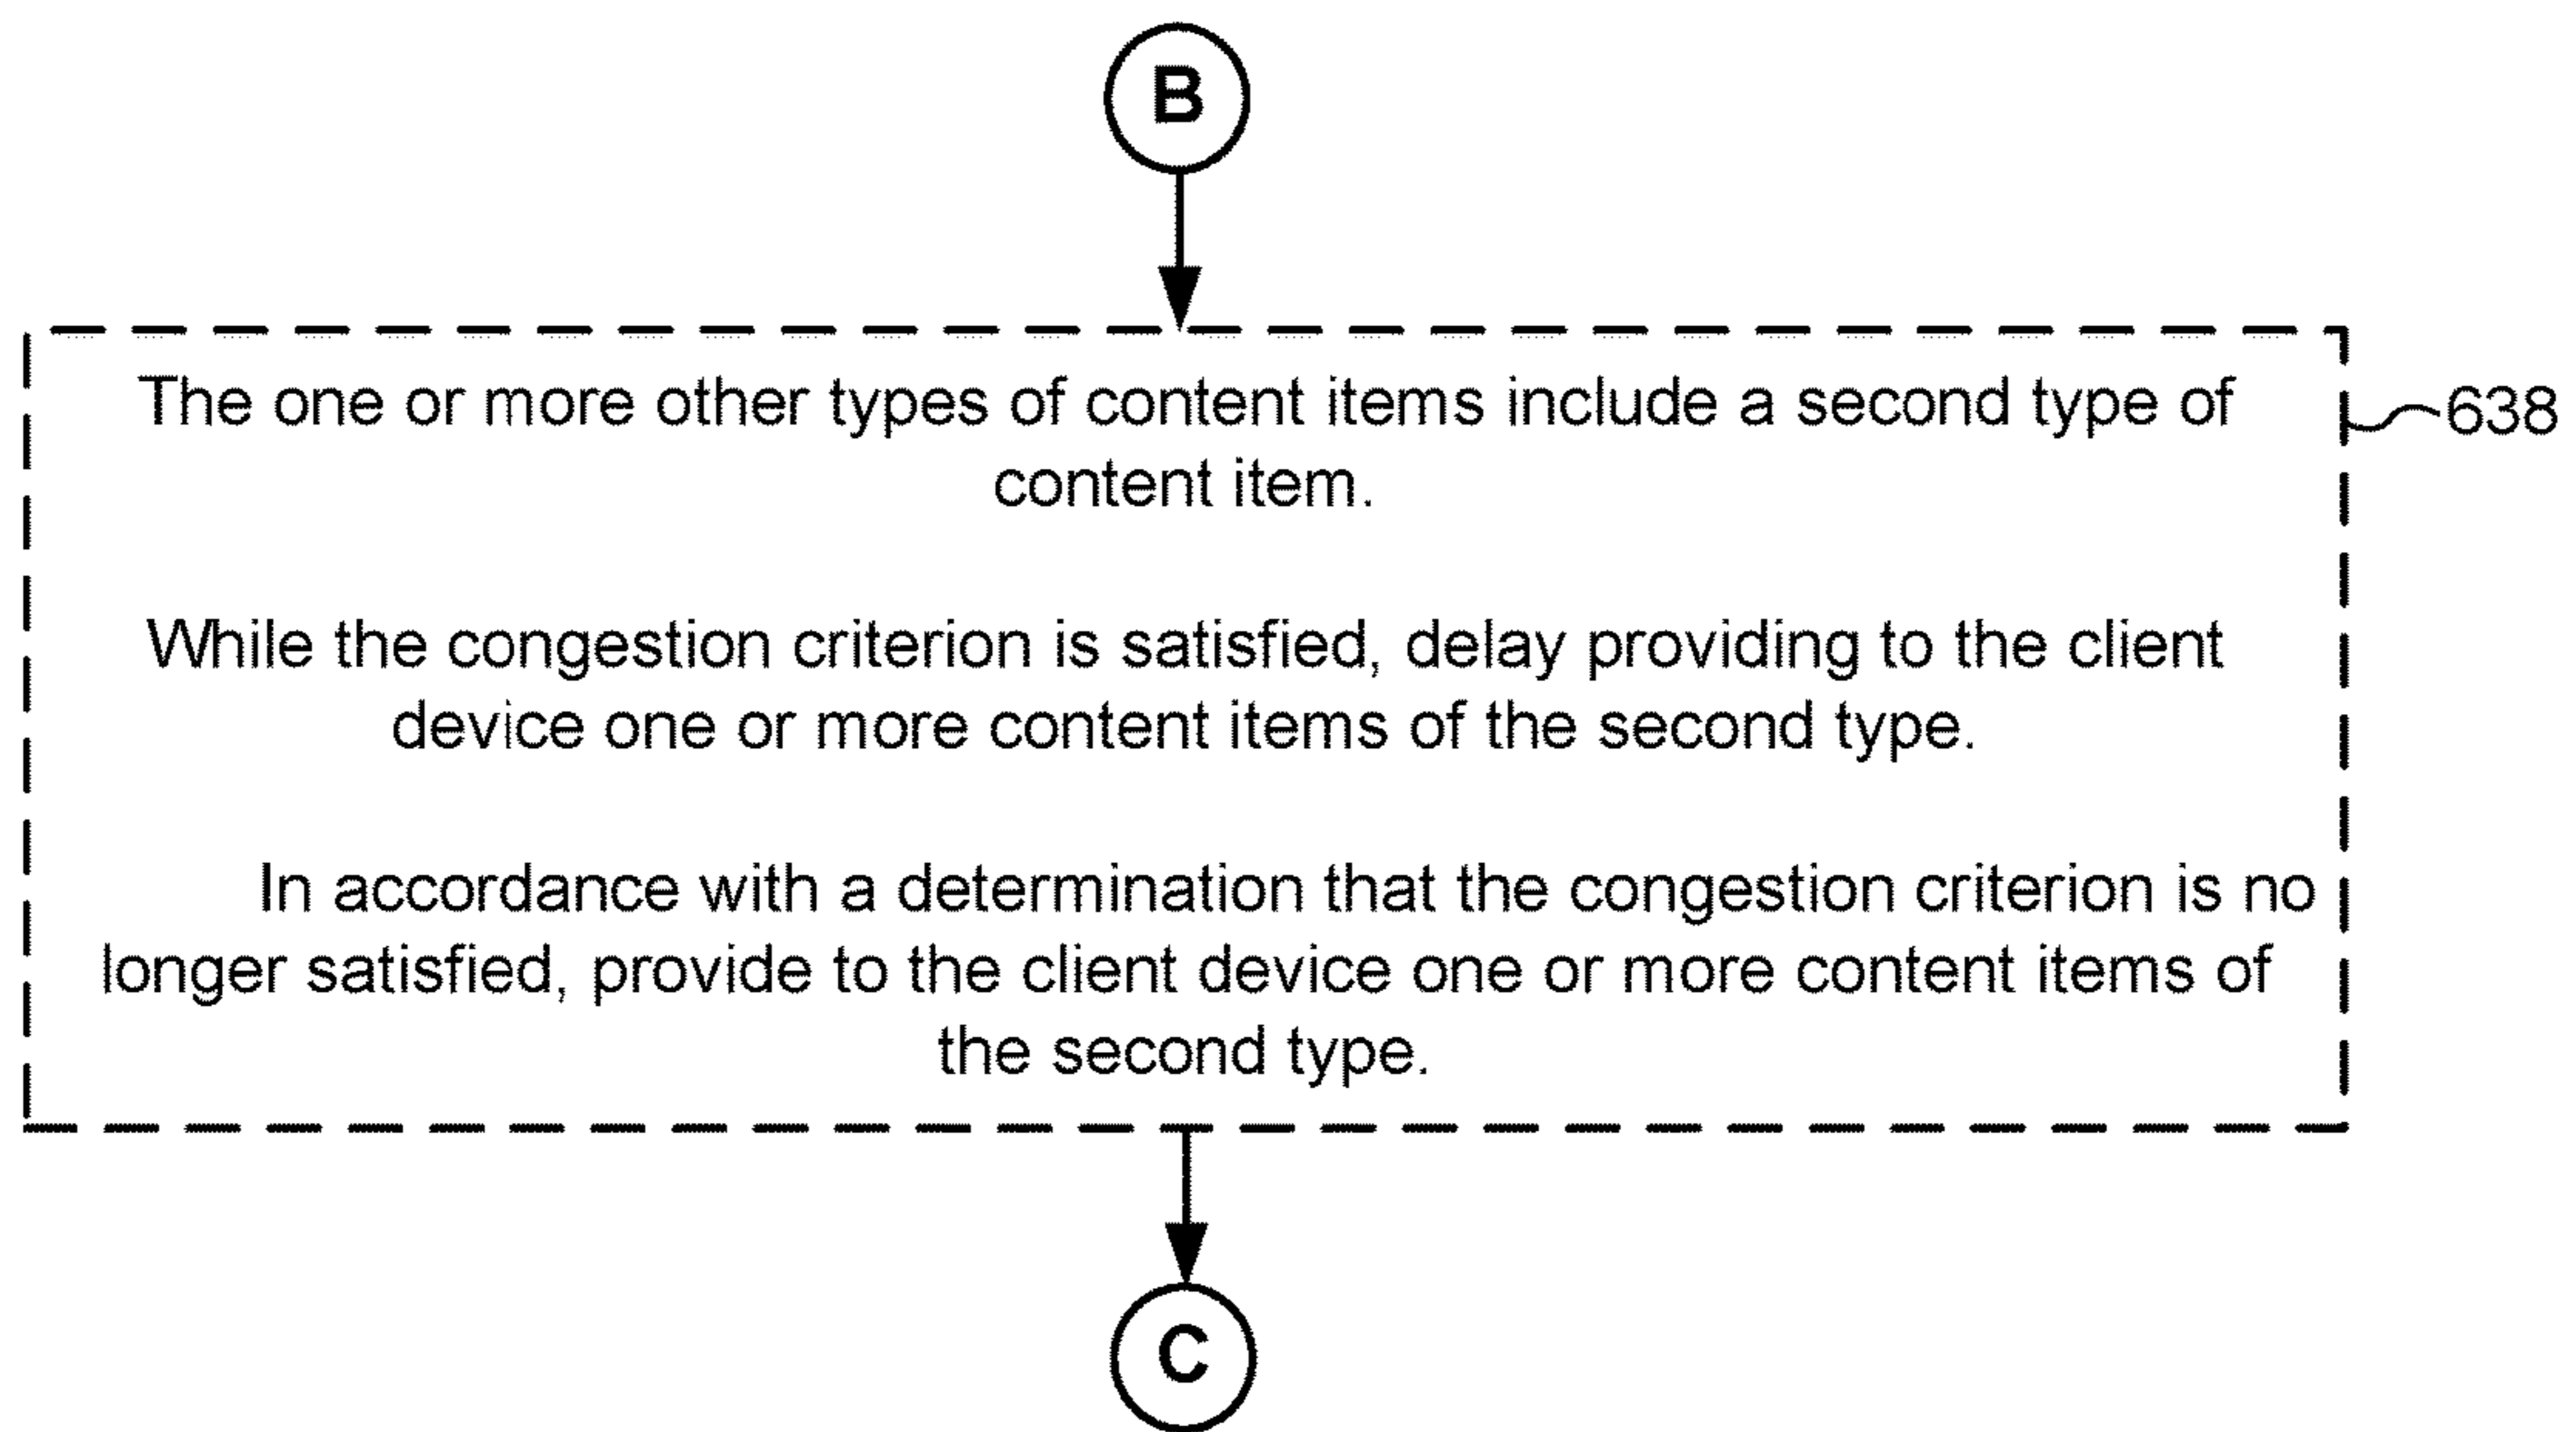 B
The one or more other types of content items include a second type of
content item.
638
While the congestion criterion is satisfied, delay providing to the client
device one or more content items of the second type.
In accordance with a determination that the congestion criterion is no
longer satisfied, provide to the client device one or more content items of
the second type.
C